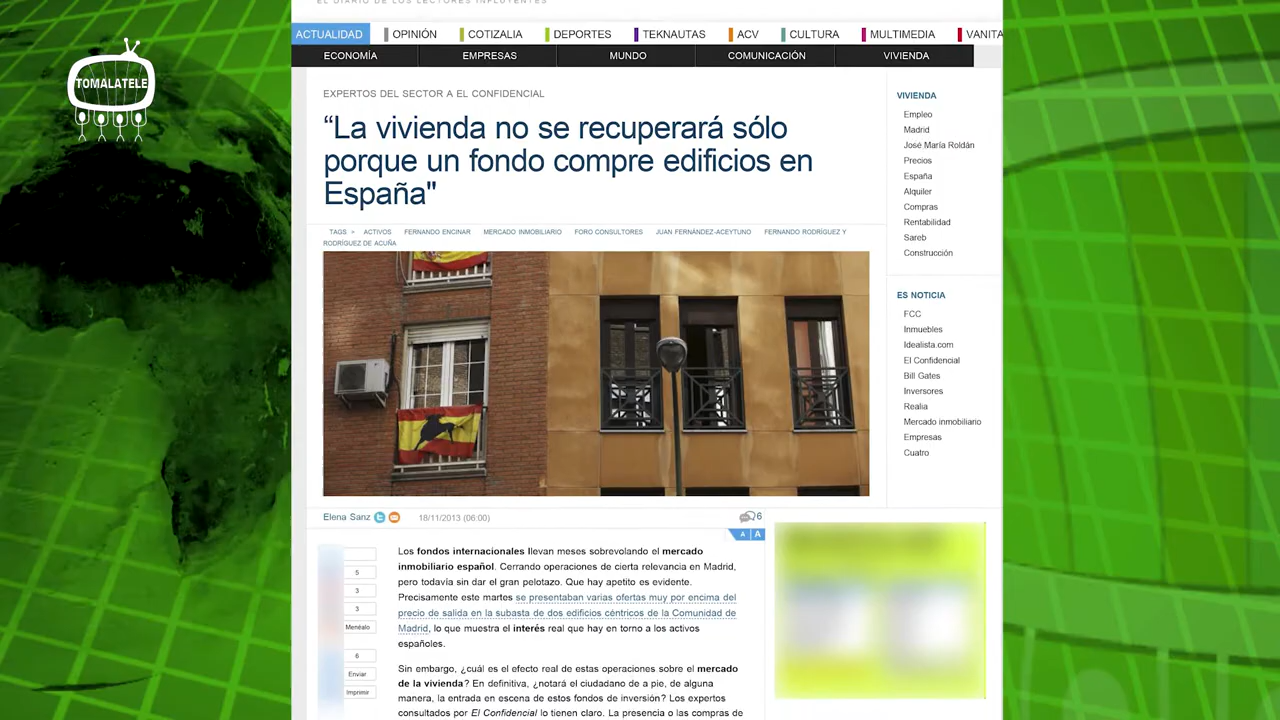 EL DIARIO DE LOS LECTORES INFLUYENTES
ACTUALIDAD OPINIÓN COTIZALIA DEPORTES TEKNAUTAS ACV CULTURA MULTIMEDIA VANITA
ECONOMÍA EMPRESAS MUNDO COMUNICACIÓN VIVIENDA
TOMALATELE
EXPERTOS DEL SECTOR A EL CONFIDENCIAL
“La vivienda no se recuperará sólo
porque un fondo compre edificios en
España"
TAGS » ACTIVOS FERNANDO ENCINAR MERCADO INMOBILIARIO FORO CONSULTORES JUAN FERNÁNDEZ-ACEYTUNO FERNANDO RODRÍGUEZ Y
RODRÍGUEZ DE ACUÑA
Elena Sanz 18/11/2013 (06:00) 6
A A
5
3
3
Menéalo
6
Enviar
Imprimir
Los fondos internacionales llevan meses sobrevolando el mercado
inmobiliario español. Cerrando operaciones de cierta relevancia en Madrid,
pero todavía sin dar el gran pelotazo. Que hay apetito es evidente.
Precisamente este martes se presentaban varias ofertas muy por encima del
precio de salida en la subasta de dos edificios céntricos de la Comunidad de
Madrid, lo que muestra el interés real que hay en torno a los activos
españoles.
Sin embargo, ¿cuál es el efecto real de estas operaciones sobre el mercado
de la vivienda? En definitiva, ¿notará el ciudadano de a pie, de alguna
manera, la entrada en escena de estos fondos de inversión? Los expertos
consultados por El Confidencial lo tienen claro. La presencia o las compras de
VIVIENDA
Empleo
Madrid
José María Roldán
Precios
España
Alquiler
Compras
Rentabilidad
Sareb
Construcción
ES NOTICIA
FCC
Inmuebles
Idealista.com
El Confidencial
Bill Gates
Inversores
Realia
Mercado inmobiliario
Empresas
Cuatro